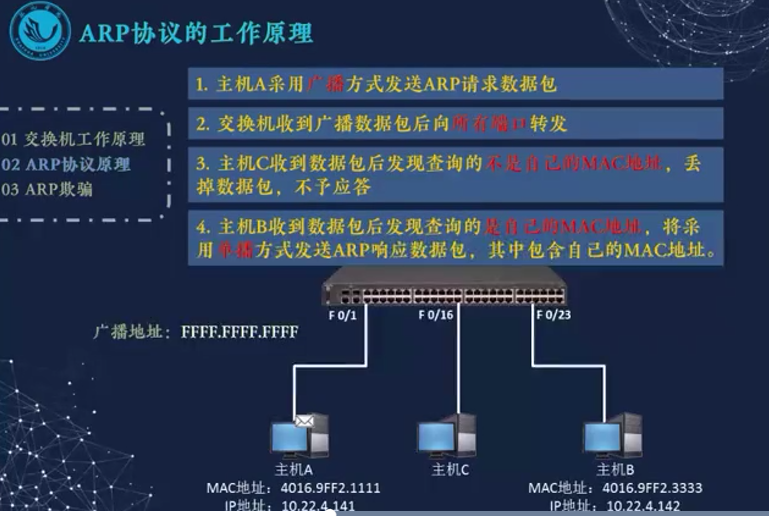 ARP协议的工作原理
1. 主机A采用广播方式发送ARP请求数据包
2. 交换机收到广播数据包后向所有端口转发
3. 主机C收到数据包后发现查询的不是自己的MAC地址，丢
掉数据包，不予应答
4. 主机B收到数据包后发现查询的是自己的MAC地址，将采
用单播方式发送ARP响应数据包，其中包含自己的MAC地址。
01 交换机工作原理
02 ARP协议原理
03 ARP欺骗
F 0/1
F 0/16
F 0/23
广播地址：FFFF.FFFF.FFFF
主机A
MAC地址：4016.9FF2.1111
IP地址：10.22.4.141
主机C
主机B
MAC地址：4016.9FF2.3333
IP地址：10.22.4.142